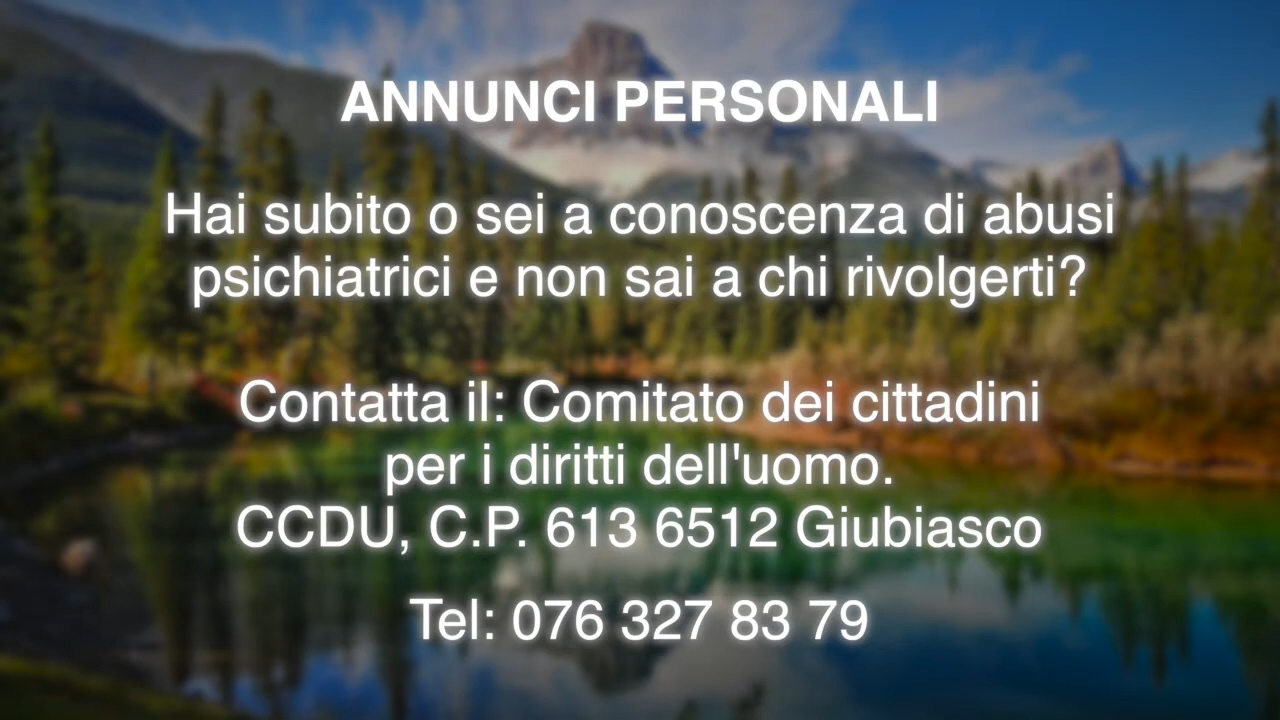 ANNUNCI PERSONALI
Hai subito o sei a conoscenza di abusi
psichiatrici e non sai a chi rivolgerti?
Contatta il: Comitato dei cittadini
per i diritti dell'uomo.
CCDU, C.P. 613 6512 Giubiasco
Tel: 076 327 83 79